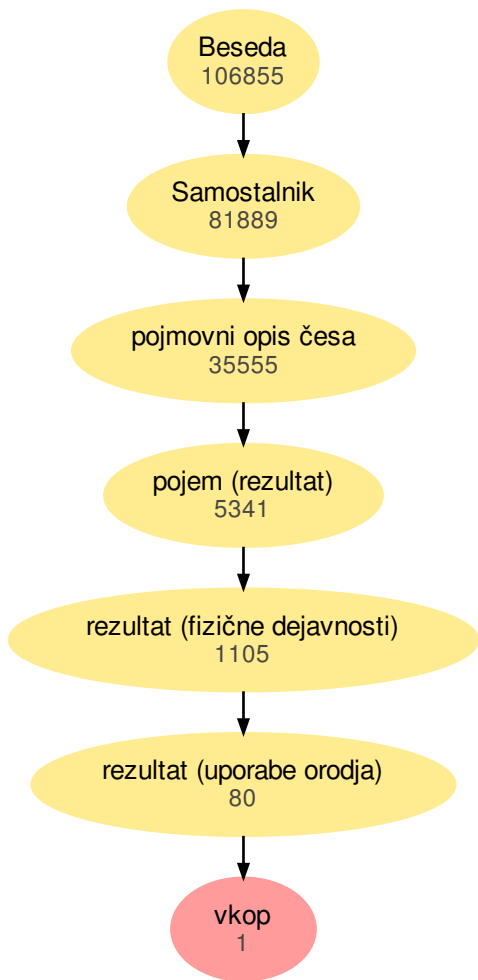 Beseda
106855
Samostalnik
81889
pojmovni opis česa
35555
pojem (rezultat)
5341
rezultat (fizične dejavnosti)
1105
rezultat (uporabe orodja)
80
vkop
1